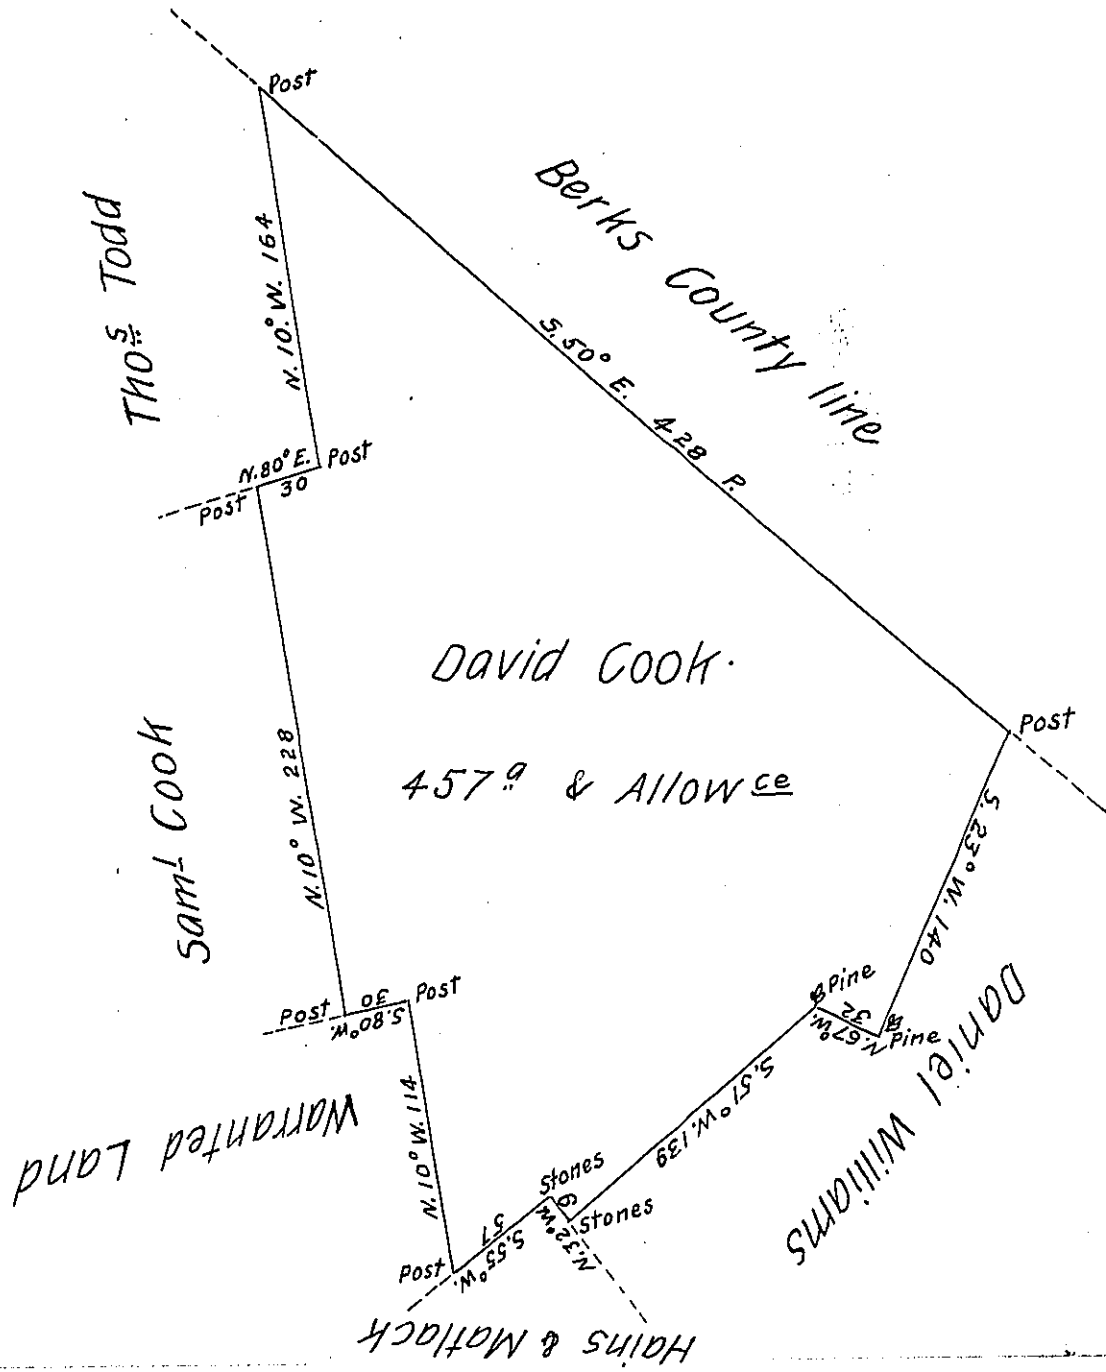 Post
Berks County line
Thoˢ Todd
N. 10° W. 164
S. 50° E. 428 P.
N. 80° E.
30
Post
Post
David Cook.
457ᵃ & Allowᶜᵉ
Samˡ Cook
N. 10° W. 228
Post
S. 23° W. 140
Daniel Williams
Pine
N. 67° W.
32
Pine
Post
30
S. 80° W.
Post
Warranted Land
N. 10° W. 114
S. 51° W. 139
Stones
N. 32° W.
Stones
57
S. 55° W.
Post
Hains & Matlack